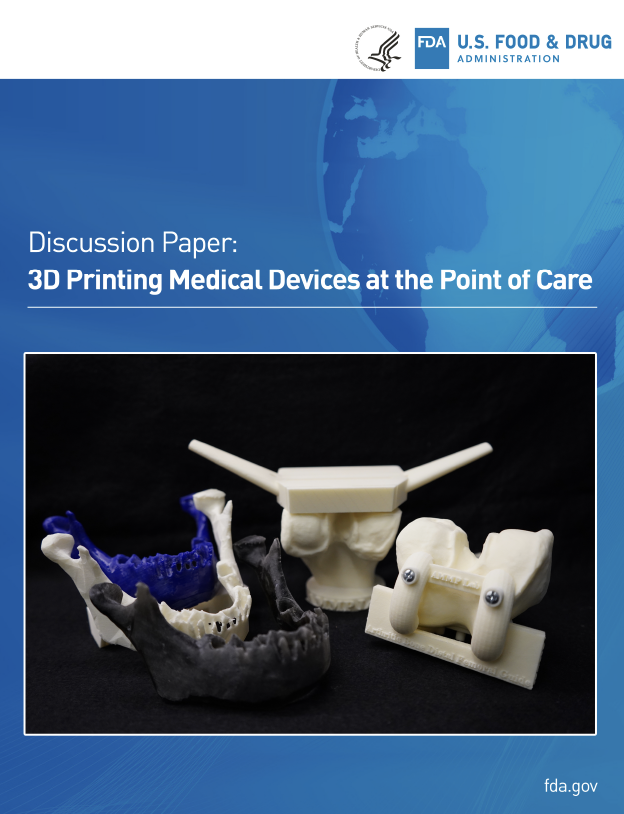 FDA
U.S. FOOD & DRUG
ADMINISTRATION
Discussion Paper:
3D Printing Medical Devices at the Point of Care
fda.gov